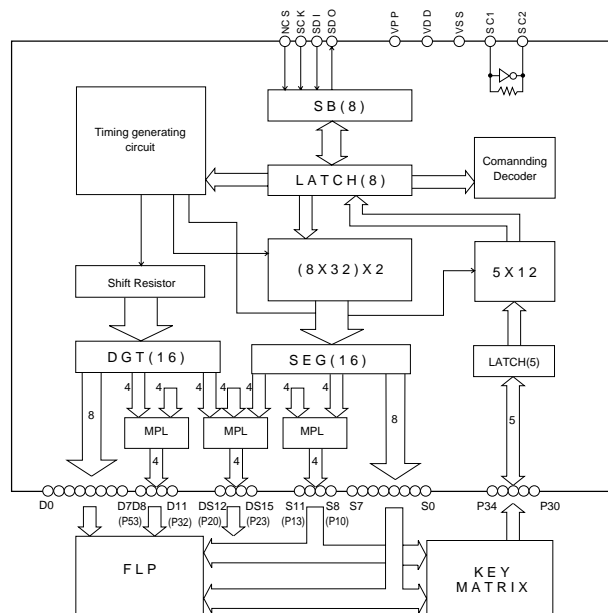 NCS
SCK
SDI
SDO
VPP
VDD
VSS
SC1
SC2
SB(8)
Timing generating
circuit
LATCH(8)
Comannding
Decoder
(8X32)X2
5X12
Shift Resistor
DGT(16)
SEG(16)
LATCH(5)
4 4 4 4 4 4
8 MPL MPL MPL 8 5
4 4 4
D0 D7D8 D11 DS12 DS15 S11 S8 S7 S0 P34 P30
(P53) (P32) (P20) (P23) (P13) (P10)
FLP
KEY
MATRIX